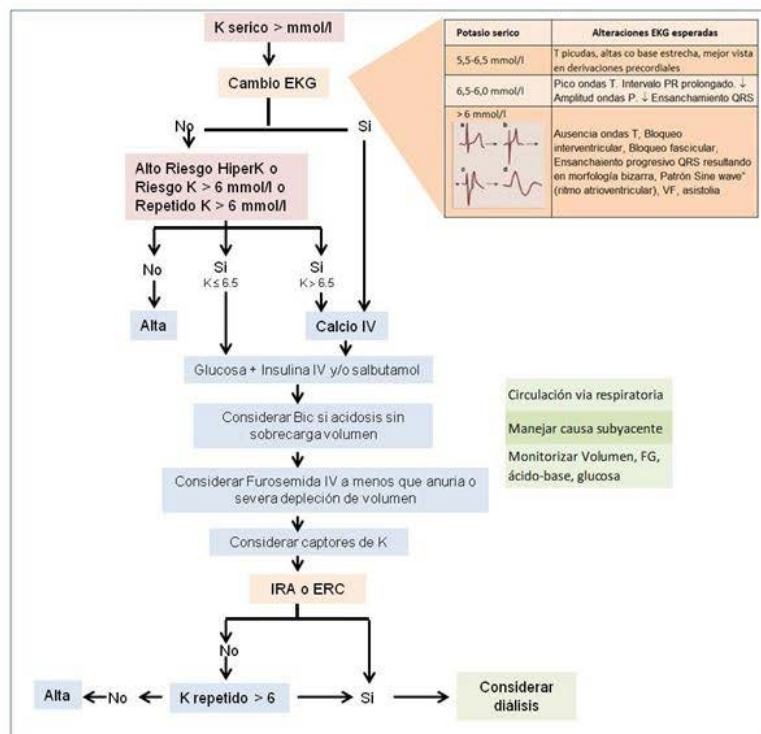 K serico > mmol/l
Cambio EKG
Potasio serico
Alteraciones EKG esperadas
5,5-6,5 mmol/l
T picudas, altas co base estrecha, mejor vista
en derivaciones precordiales
6,5-6,0 mmol/l
Pico ondas T. Intervalo PR prolongado. ↓
Amplitud ondas P. ↓ Ensanchamiento QRS
> 6 mmol/l
a
b
c
d
Ausencia ondas T, Bloqueo
interventricular, Bloqueo fascicular,
Ensanchaiento progresivo QRS resultando
en morfología bizarra, Patrón Sine wave"
(ritmo atrioventricular), VF, asistolia
No
Si
Alto Riesgo HiperK o
Riesgo K > 6 mmol/l o
Repetido K > 6 mmol/l
No
Si
K ≤ 6.5
Si
K > 6.5
Alta
Calcio IV
Glucosa + Insulina IV y/o salbutamol
Considerar Bic si acidosis sin
sobrecarga volumen
Considerar Furosemida IV a menos que anuria o
severa depleción de volumen
Considerar captores de K
Circulación via respiratoria
Manejar causa subyacente
Monitorizar Volumen, FG,
ácido-base, glucosa
IRA o ERC
No
Alta
No
K repetido > 6
Si
Considerar
diálisis